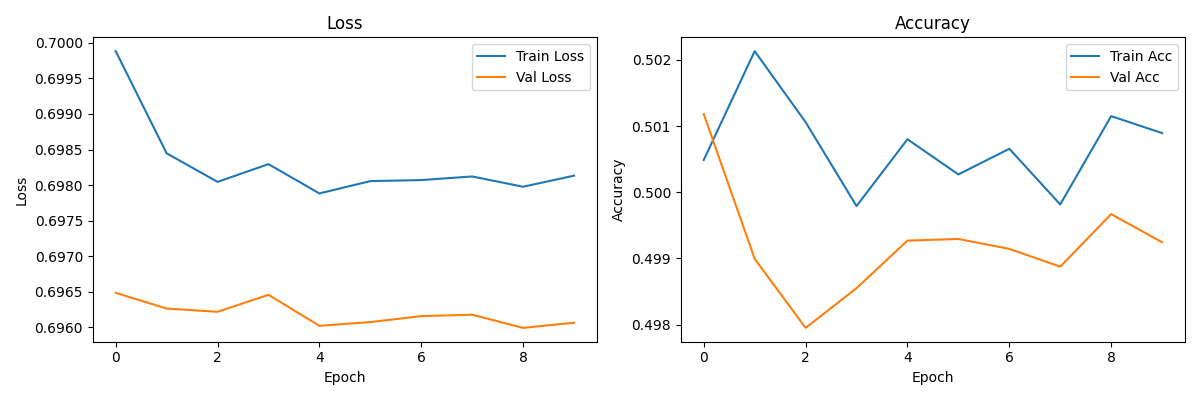 Loss
0.7000
0.6995
0.6990
0.6985
0.6980
0.6975
0.6970
0.6965
0.6960
Loss
Train Loss
Val Loss
0 2 4 6 8
Epoch
Accuracy
0.502
0.501
0.500
0.499
0.498
Accuracy
Train Acc
Val Acc
0 2 4 6 8
Epoch